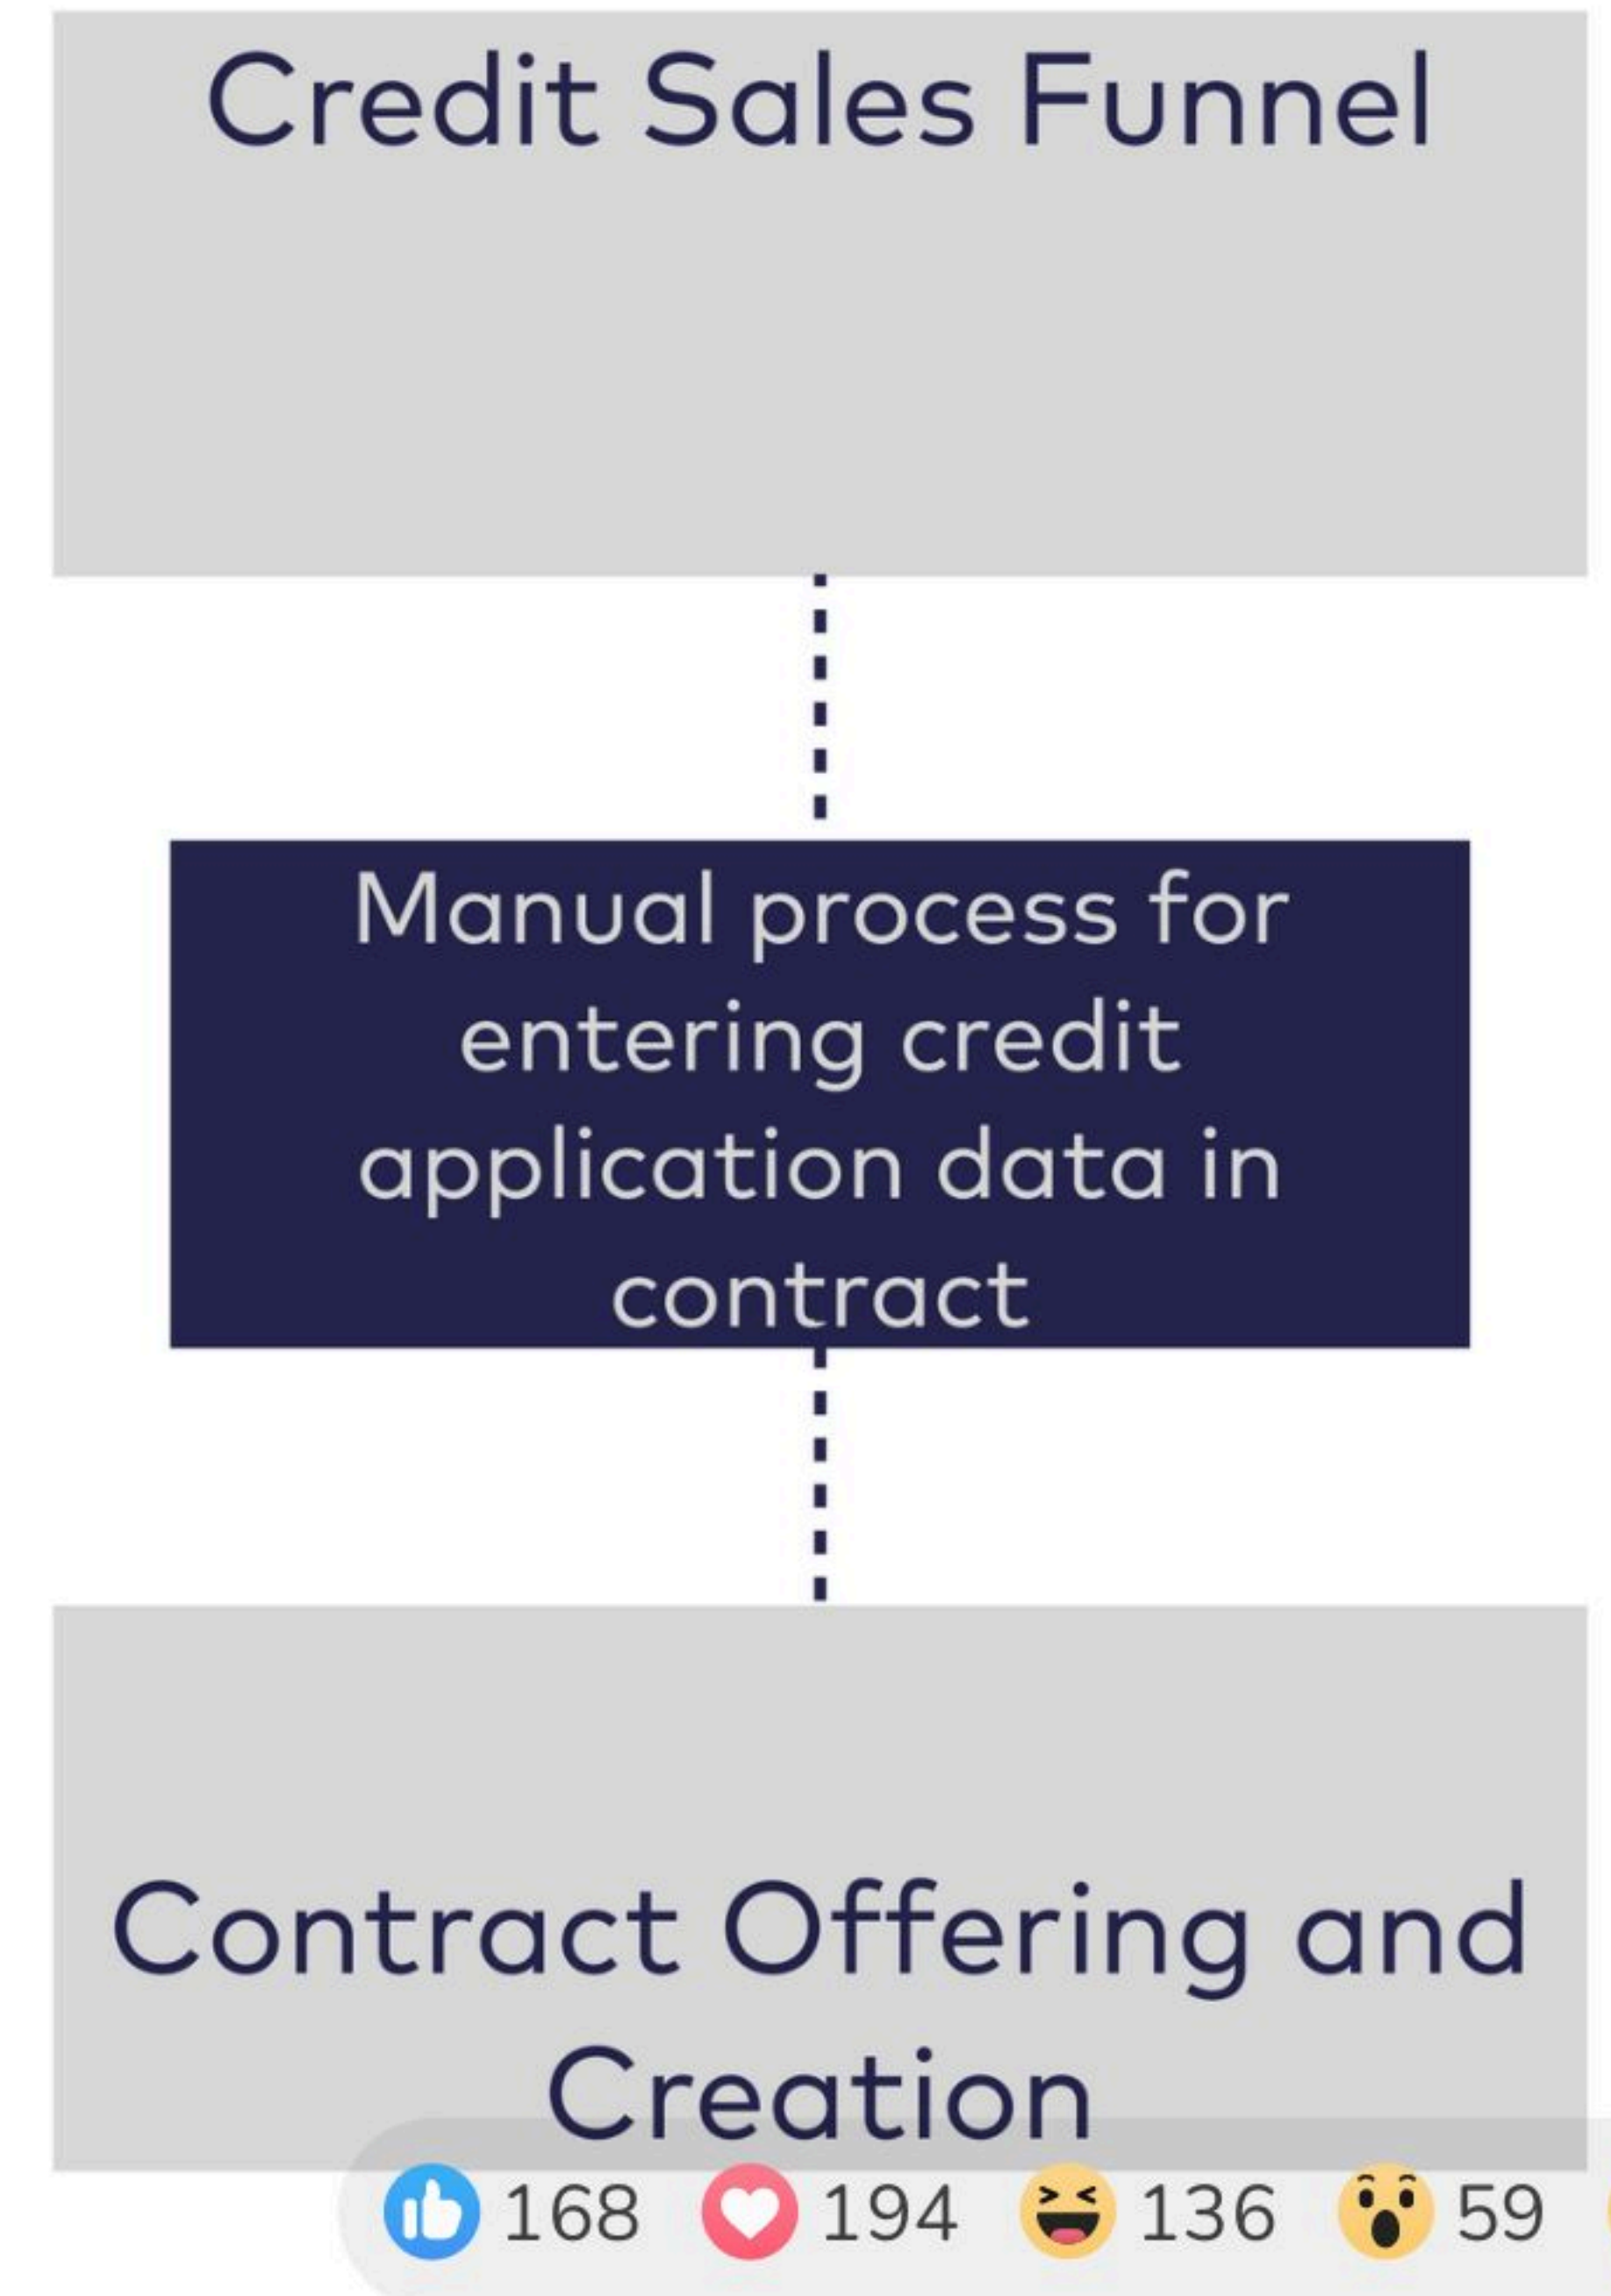 Credit Sales Funnel
Manual process for
entering credit
application data in
contract
Contract Offering and
Creation
168 194 136 59